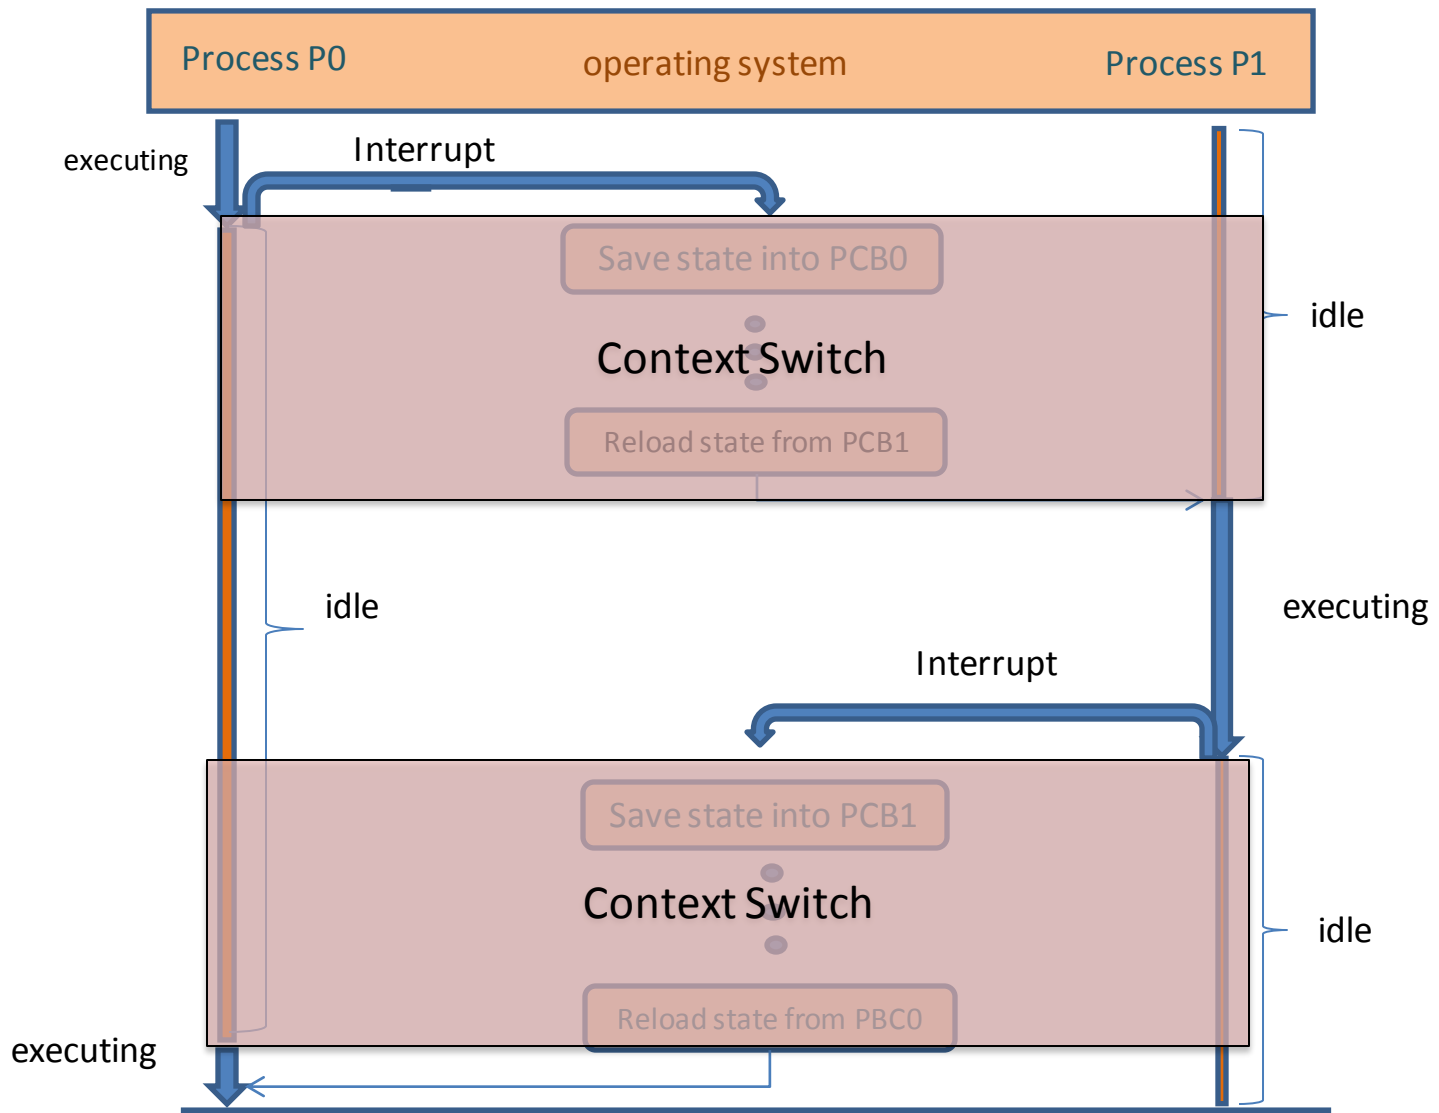 Process P0
operating system
Process P1
executing
Interrupt
Save state into PCB0
idle
Context Switch
Reload state from PCB1
idle
executing
Interrupt
Save state into PCB1
Context Switch
idle
Reload state from PBC0
executing